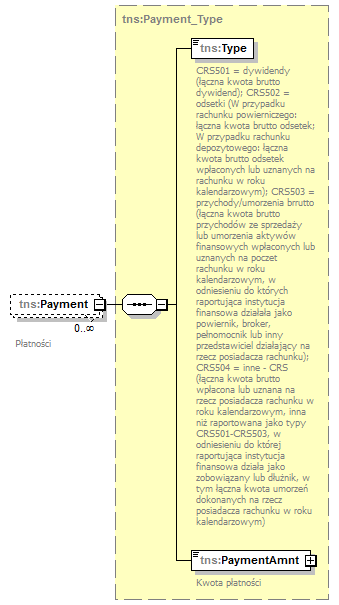 tns:Payment_Type
tns:Type
CRS501 = dywidendy
(łączna kwota brutto
dywidend); CRS502 =
odsetki (W przypadku
rachunku powierniczego:
łączna kwota brutto odsetek;
W przypadku rachunku
depozytowego: łączna
kwota brutto odsetek
wpłaconych lub uznanych na
rachunku w roku
kalendarzowym); CRS503 =
przychody/umorzenia brrutto
(łączna kwota brutto
przychodów ze sprzedaży
lub umorzenia aktywów
finansowych wpłaconych lub
uznanych na poczet
rachunku w roku
kalendarzowym, w
odniesieniu do których
raportująca instytucja
finansowa działała jako
powiernik, broker,
pełnomocnik lub inny
przedstawiciel działający na
rzecz posiadacza rachunku);
CRS504 = inne - CRS
(łączna kwota brutto
wpłacona lub uznana na
rzecz posiadacza rachunku w
roku kalendarzowym, inna
niż raportowana jako typy
CRS501-CRS503, w
odniesieniu do której
raportująca instytucja
finansowa działa jako
zobowiązany lub dłużnik, w
tym łączna kwota umorzeń
dokonanych na rzecz
posiadacza rachunku w roku
kalendarzowym)
tns:Payment
0..∞
Płatności
tns:PaymentAmnt
Kwota płatności